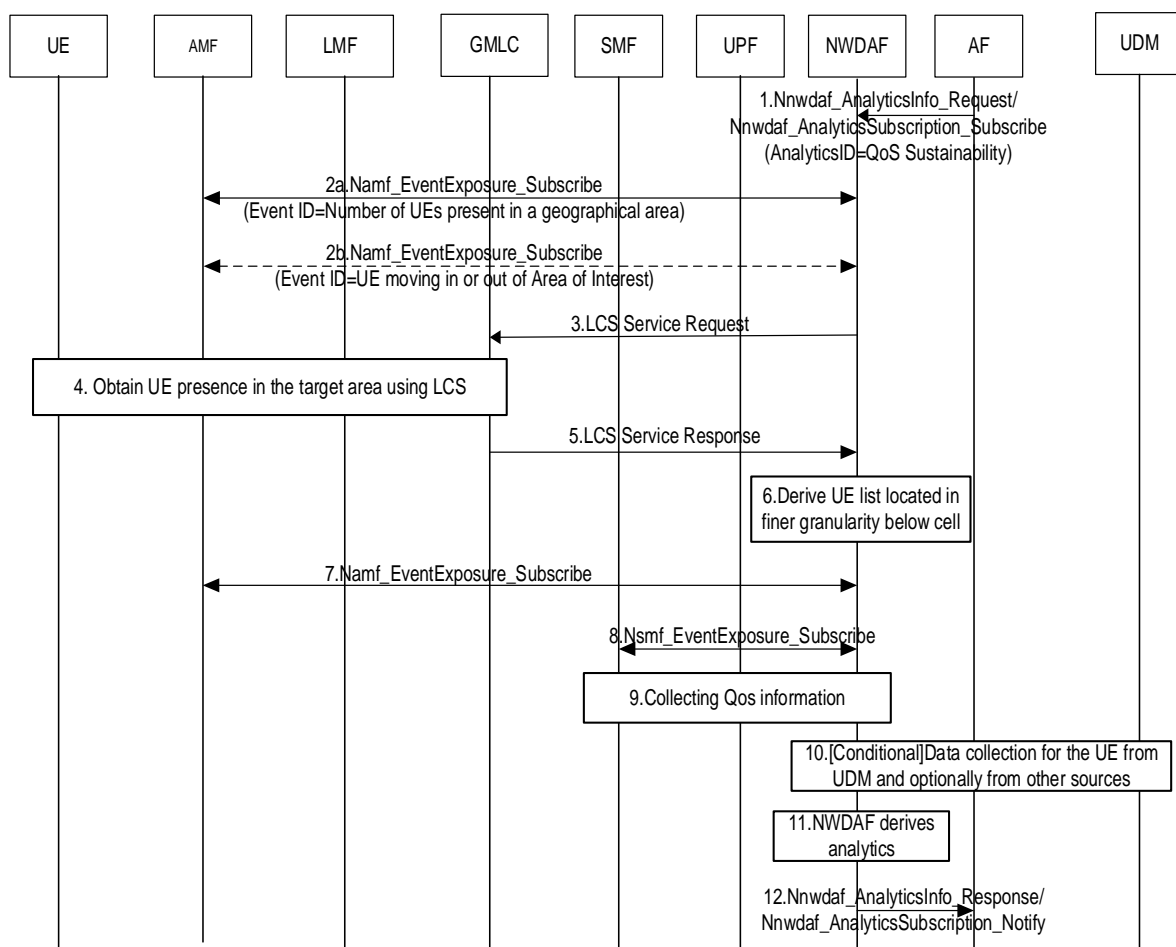 UE
AMF
LMF
GMLC
SMF
UPF
NWDAF
AF
UDM
1.Nnwdaf_AnalyticsInfo_Request/
Nnwdaf_AnalyticsSubscription_Subscribe
(AnalyticsID=QoS Sustainability)
2a.Namf_EventExposure_Subscribe
(Event ID=Number of UEs present in a geographical area)
2b.Namf_EventExposure_Subscribe
(Event ID=UE moving in or out of Area of Interest)
3.LCS Service Request
4. Obtain UE presence in the target area using LCS
5.LCS Service Response
6.Derive UE list located in
finer granularity below cell
7.Namf_EventExposure_Subscribe
8.Nsmf_EventExposure_Subscribe
9.Collecting Qos information
10.[Conditional]Data collection for the UE from
UDM and optionally from other sources
11.NWDAF derives
analytics
12.Nnwdaf_AnalyticsInfo_Response/
Nnwdaf_AnalyticsSubscription_Notify